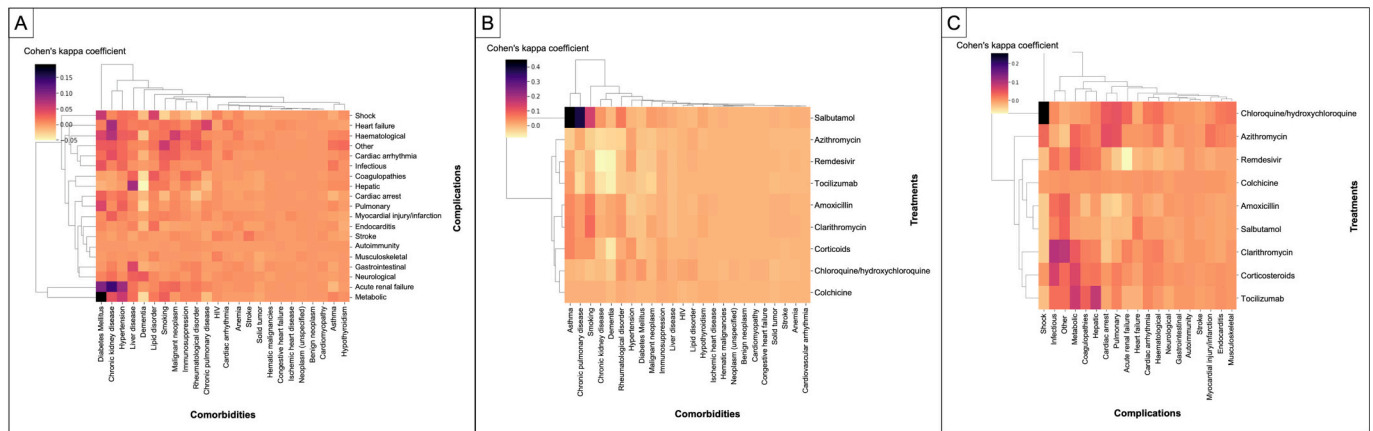 A
Cohen's kappa coefficient
0.15
0.10
0.05
0.00
−0.05
Shock
Heart failure
Haematological
Other
Cardiac arrhythmia
Infectious
Coagulopathies
Hepatic
Cardiac arrest
Pulmonary
Myocardial injury/infarction
Endocarditis
Stroke
Autoimmunity
Musculoskeletal
Gastrointestinal
Neurological
Acute renal failure
Metabolic
Complications
Diabetes Mellitus
Chronic kidney disease
Hypertension
Liver disease
Dementia
Lipid disorder
Smoking
Malignant neoplasm
Immunosuppression
Rheumatological disorder
Chronic pulmonary disease
HIV
Cardiac arrhythmia
Anemia
Stroke
Solid tumor
Hematic malignancies
Congestive heart failure
Ischemic heart disease
Neoplasm (unspecified)
Benign neoplasm
Cardiomyopathy
Asthma
Hypothyroidism
Comorbidities
B
Cohen's kappa coefficient
0.4
0.3
0.2
0.1
0.0
Salbutamol
Azithromycin
Remdesivir
Tocilizumab
Amoxicillin
Clarithromycin
Corticoids
Chloroquine/hydroxychloroquine
Colchicine
Treatments
Asthma
Chronic pulmonary disease
Smoking
Chronic kidney disease
Dementia
Rheumatological disorder
Hypertension
Diabetes Mellitus
Malignant neoplasm
Immunosuppression
Liver disease
HIV
Lipid disorder
Hypothyroidism
Ischemic heart disease
Hematic malignancies
Neoplasm (unspecified)
Benign neoplasm
Cardiomyopathy
Congestive heart failure
Solid tumor
Stroke
Anemia
Cardiovascular arrhythmia
Comorbidities
C
Cohen's kappa coefficient
0.2
0.1
0.0
Chloroquine/hydroxychloroquine
Azithromycin
Remdesivir
Colchicine
Amoxicillin
Salbutamol
Clarithromycin
Corticosteroids
Tocilizumab
Treatments
Shock
Infectius
Other
Metabolic
Coagulopathies
Hepatic
Cardiac arrest
Pulmonary
Acute renal failure
Heart failure
Cardiac arrhythmia
Haematological
Neurological
Gastrointestinal
Autoimmunity
Stroke
Myocardial injury/infarction
Endocarditis
Musculoskeletal
Complications